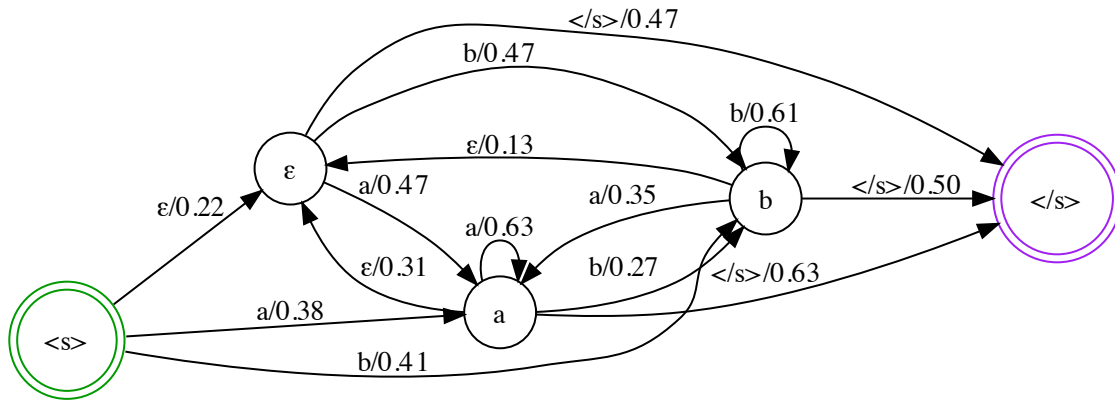 </s>/0.47
b/0.47
b/0.61
ε/0.13
ε
a/0.47
</s>/0.50
a/0.35
b
</s>
ε/0.22
a/0.63
ε/0.31
b/0.27
</s>/0.63
a/0.38
a
<s>
b/0.41